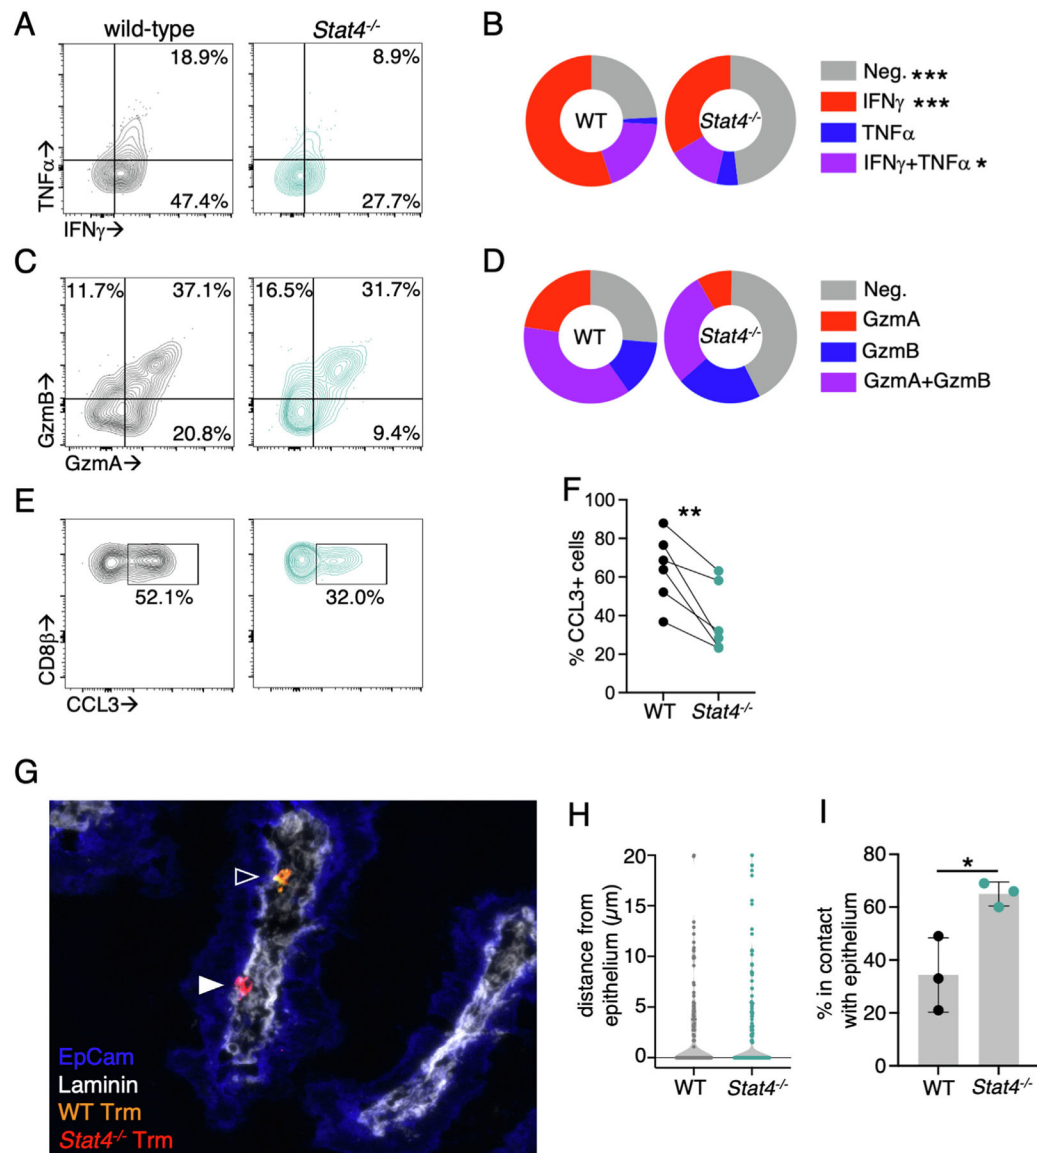 A
wild-type
Stat4-/-
18.9%
8.9%
47.4%
27.7%
TNFα→
IFNγ→
B
WT
Stat4-/-
Neg. ***
IFNγ ***
TNFα
IFNγ+TNFα *
C
11.7%
37.1%
16.5%
31.7%
20.8%
9.4%
GzmB→
GzmA→
D
WT
Stat4-/-
Neg.
GzmA
GzmB
GzmA+GzmB
E
52.1%
32.0%
CD8β→
CCL3→
F
% CCL3+ cells
100
80
60
40
20
0
**
WT
Stat4-/-
G
EpCam
Laminin
WT Trm
Stat4-/- Trm
H
distance from
epithelium (μm)
20
15
10
5
0
WT
Stat4-/-
I
% in contact
with epithelium
80
60
40
20
0
*
WT
Stat4-/-